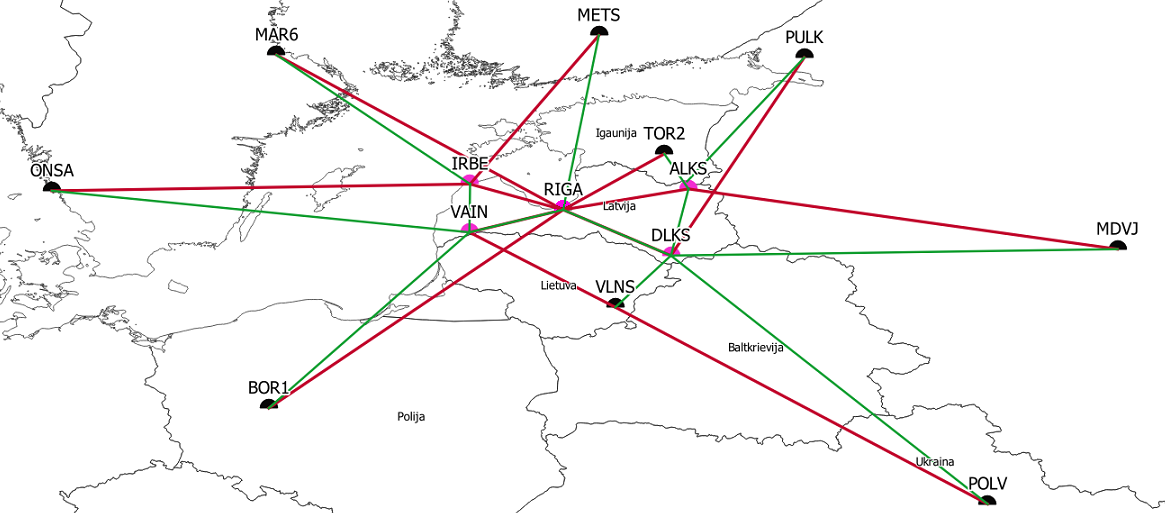 METS
MAR6
PULK
Igaunija
TOR2
IRBE
ALKS
ONSA
RIGA
Latvija
VAIN
MDVJ
DLKS
Lietuva
VLNS
Baltkrievija
BOR1
Polija
Ukraina
POLV